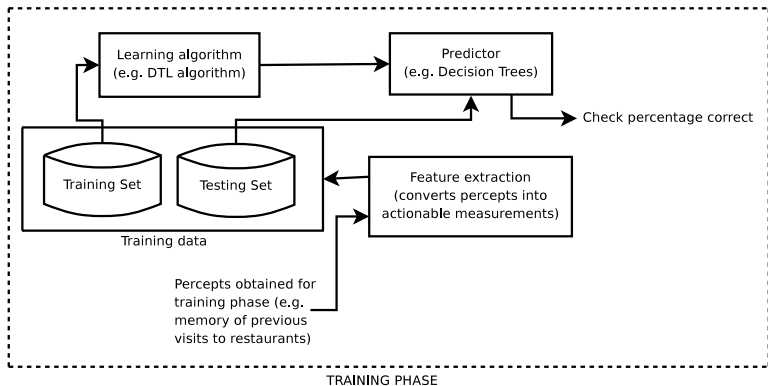 Learning algorithm
(e.g. DTL algorithm)
Predictor
(e.g. Decision Trees)
Check percentage correct
Training Set
Testing Set
Training data
Feature extraction
(converts percepts into
actionable measurements)
Percepts obtained for
training phase (e.g.
memory of previous
visits to restaurants)
TRAINING PHASE